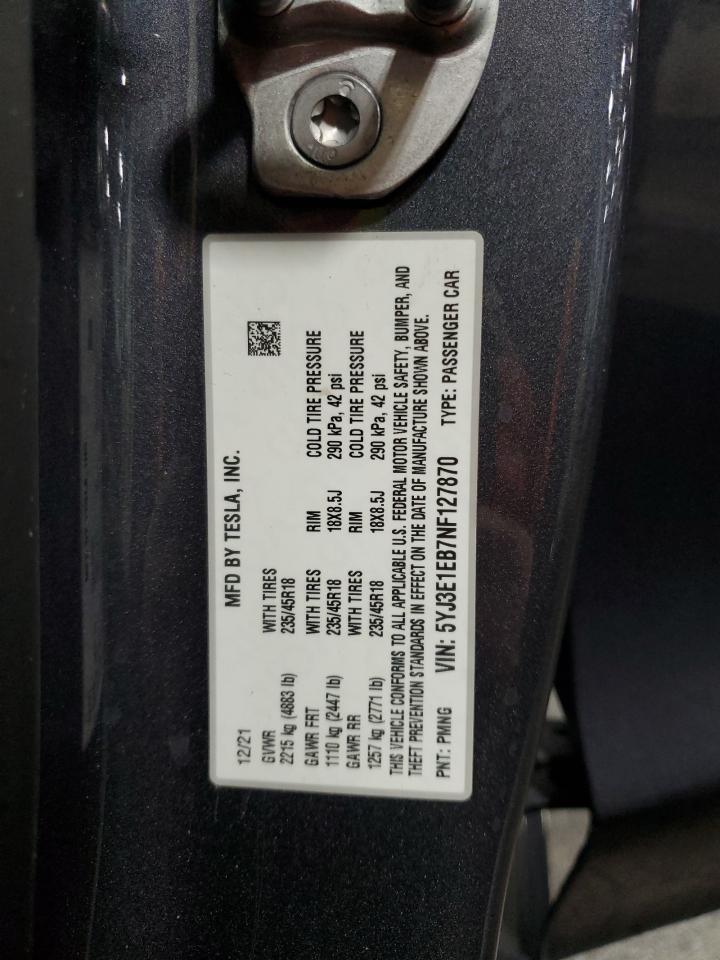 MFD BY TESLA, INC.
12/21
GVWR WITH TIRES
2215 kg (4883 lb) 235/45R18
GAWR FRT WITH TIRES RIM COLD TIRE PRESSURE
1110 kg (2447 lb) 235/45R18 18X8.5J 290 kPa, 42 psi
GAWR RR WITH TIRES RIM COLD TIRE PRESSURE
1257 kg (2771 lb) 235/45R18 18X8.5J 290 kPa, 42 psi
THIS VEHICLE CONFORMS TO ALL APPLICABLE U.S. FEDERAL MOTOR VEHICLE SAFETY, BUMPER, AND
THEFT PREVENTION STANDARDS IN EFFECT ON THE DATE OF MANUFACTURE SHOWN ABOVE.
PNT: PMNG VIN: 5YJ3E1EB7NF127870 TYPE: PASSENGER CAR